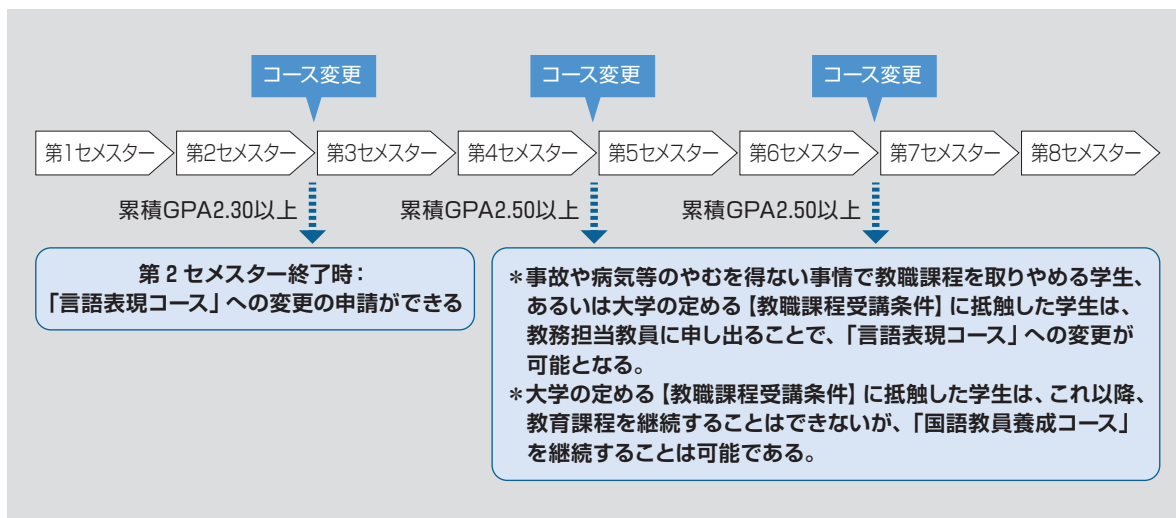 コース変更
コース変更
コース変更
第1セメスター
第2セメスター
第3セメスター
第4セメスター
第5セメスター
第6セメスター
第7セメスター
第8セメスター
累積GPA2.30以上
累積GPA2.50以上
累積GPA2.50以上
第 2 セメスター終了時：
「言語表現コース」への変更の申請ができる
＊事故や病気等のやむを得ない事情で教職課程を取りやめる学生、
あるいは大学の定める【教職課程受講条件】に抵触した学生は、
教務担当教員に申し出ることで、「言語表現コース」への変更が
可能となる。
＊大学の定める【教職課程受講条件】に抵触した学生は、これ以降、
教育課程を継続することはできないが、「国語教員養成コース」
を継続することは可能である。